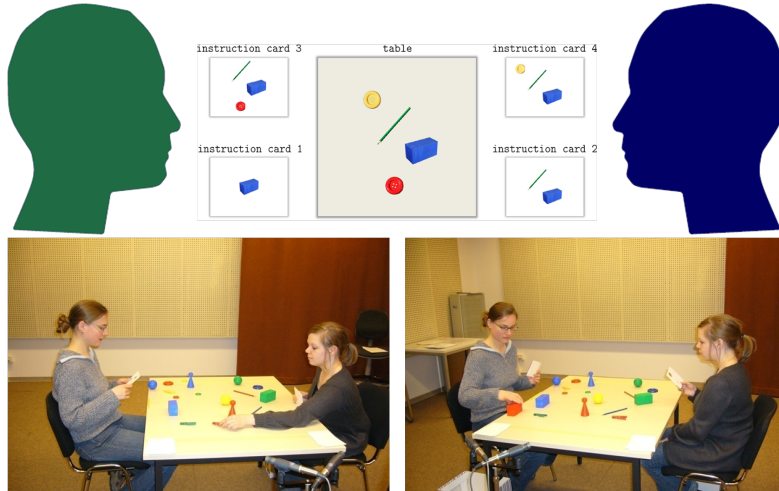 instruction card 3
table
instruction card 4
instruction card 1
instruction card 2